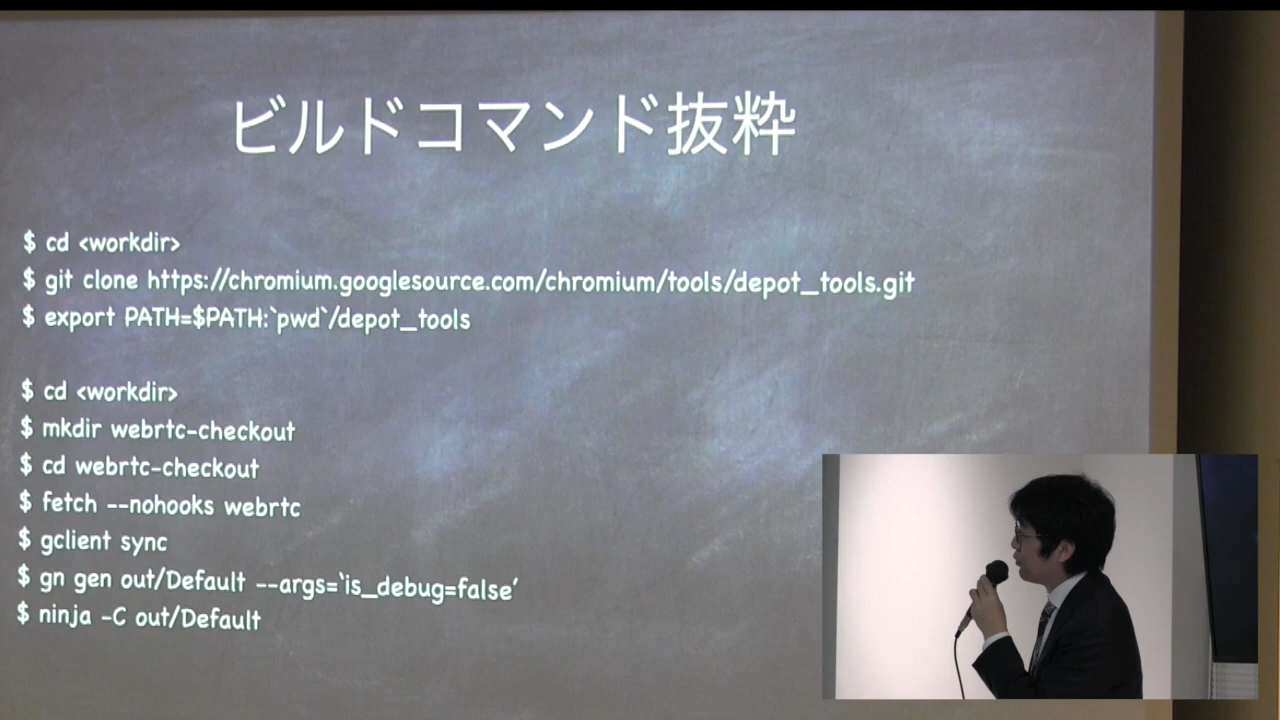 ビルドコマンド抜粋
$ cd <workdir>
$ git clone https://chromium.googlesource.com/chromium/tools/depot_tools.git
$ export PATH=$PATH:`pwd`/depot_tools
$ cd <workdir>
$ mkdir webrtc-checkout
$ cd webrtc-checkout
$ fetch --nohooks webrtc
$ gclient sync
$ gn gen out/Default --args=‘is_debug=false’
$ ninja -C out/Default